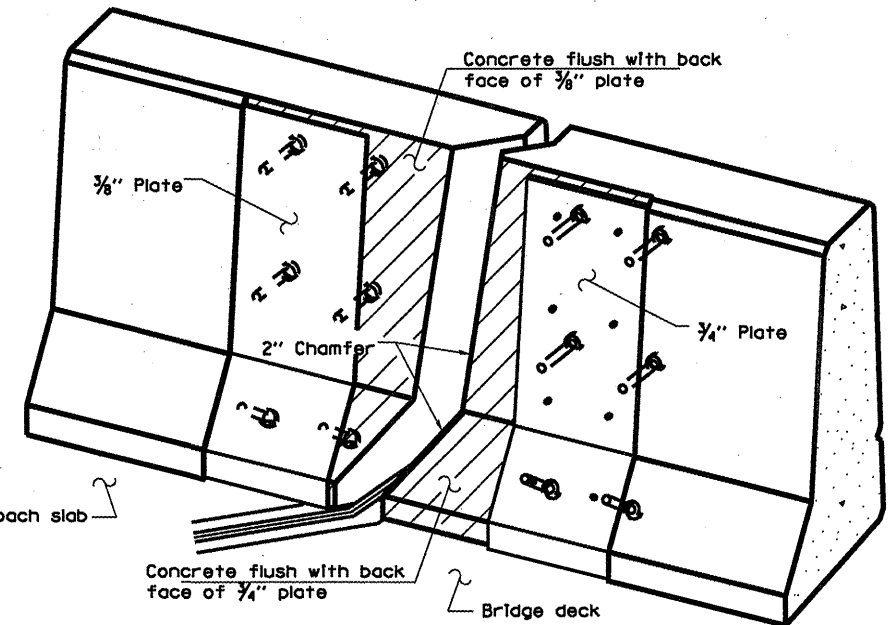 Concrete flush with back
face of ⅜" plate
⅜" Plate
¾" Plate
2" Chamfer
slab
Concrete flush with back
face of ¾" plate
Bridge deck